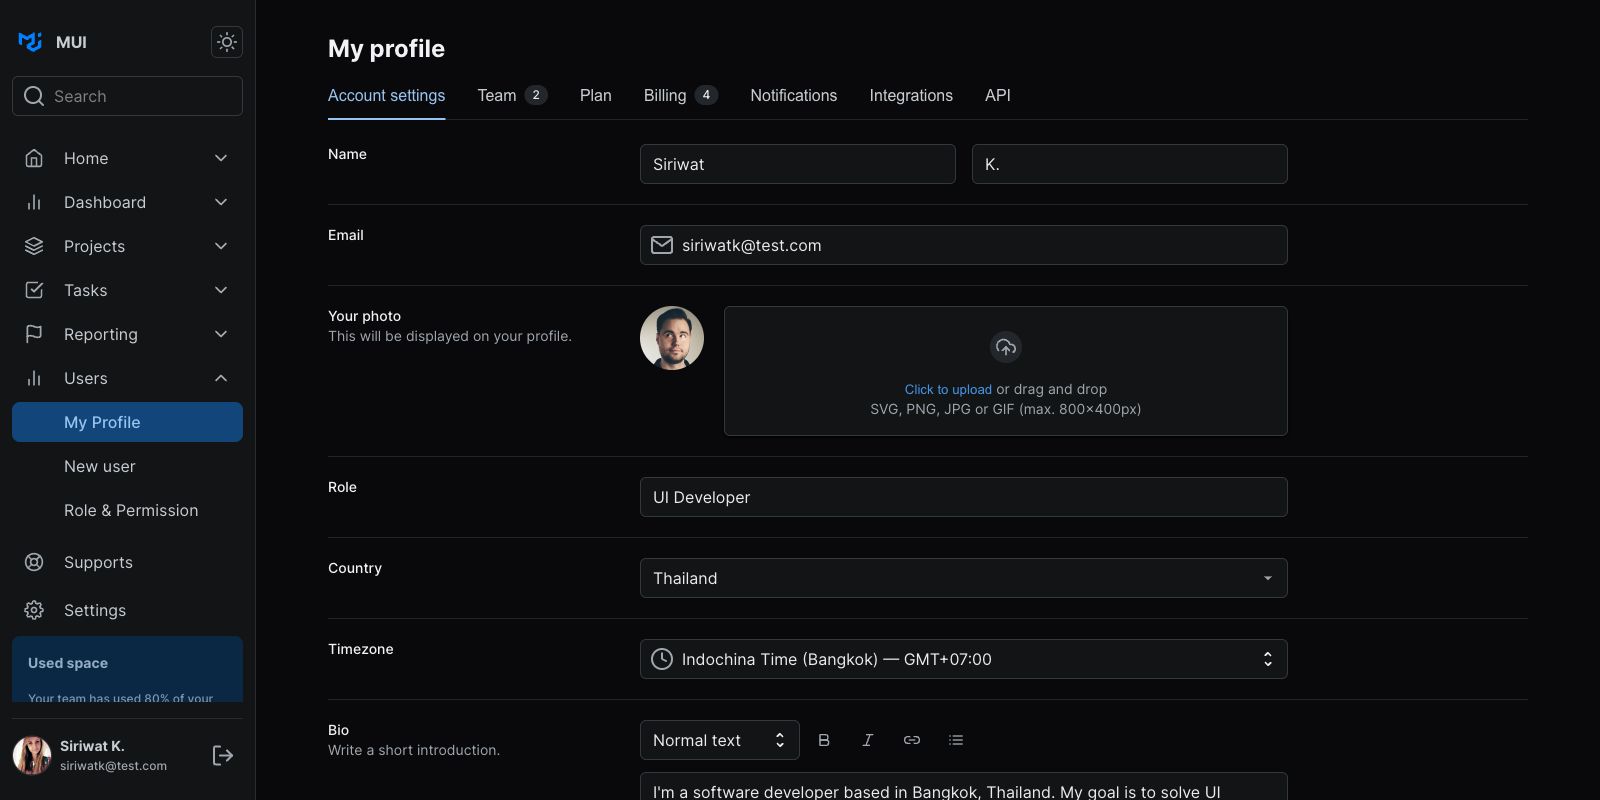 MUI
Search
Home
Dashboard
Projects
Tasks
Reporting
Users
My Profile
New user
Role & Permission
Supports
Settings
Used space
Your team has used 80% of your
Siriwat K.
siriwatk@test.com
My profile
Account settings Team 2 Plan Billing 4 Notifications Integrations API
Name
Siriwat K.
Email
siriwatk@test.com
Your photo
This will be displayed on your profile.
Click to upload or drag and drop
SVG, PNG, JPG or GIF (max. 800×400px)
Role
UI Developer
Country
Thailand
Timezone
Indochina Time (Bangkok) — GMT+07:00
Bio
Write a short introduction.
Normal text B I
I'm a software developer based in Bangkok, Thailand. My goal is to solve UI